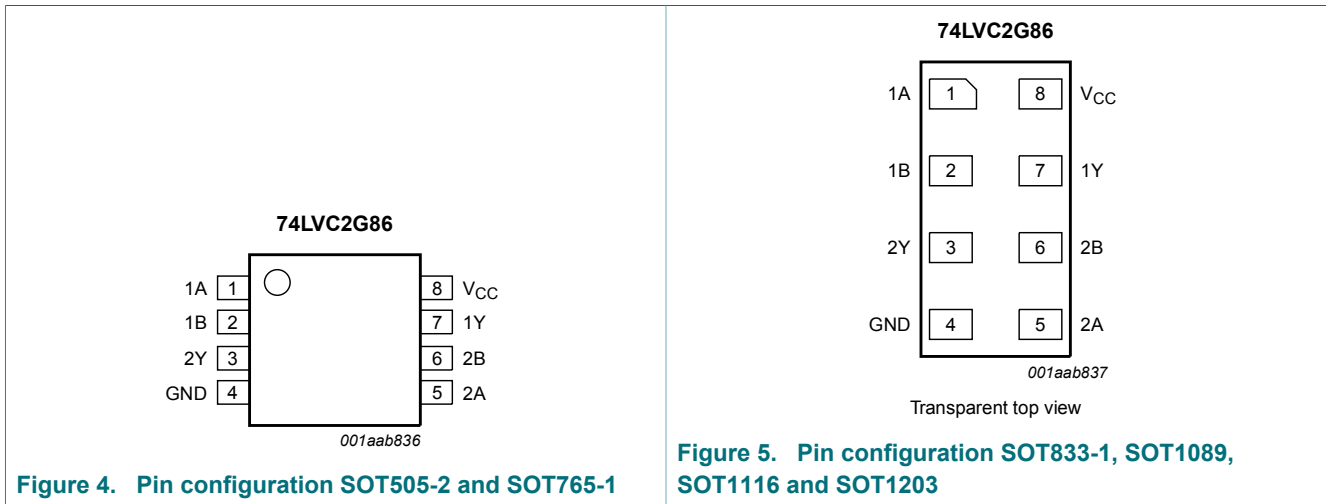 74LVC2G86
1A 1 8 VCC
1B 2 7 1Y
2Y 3 6 2B
GND 4 5 2A
001aab836
Figure 4. Pin configuration SOT505-2 and SOT765-1
74LVC2G86
1A 1 8 VCC
1B 2 7 1Y
2Y 3 6 2B
GND 4 5 2A
001aab837
Transparent top view
Figure 5. Pin configuration SOT833-1, SOT1089,
SOT1116 and SOT1203